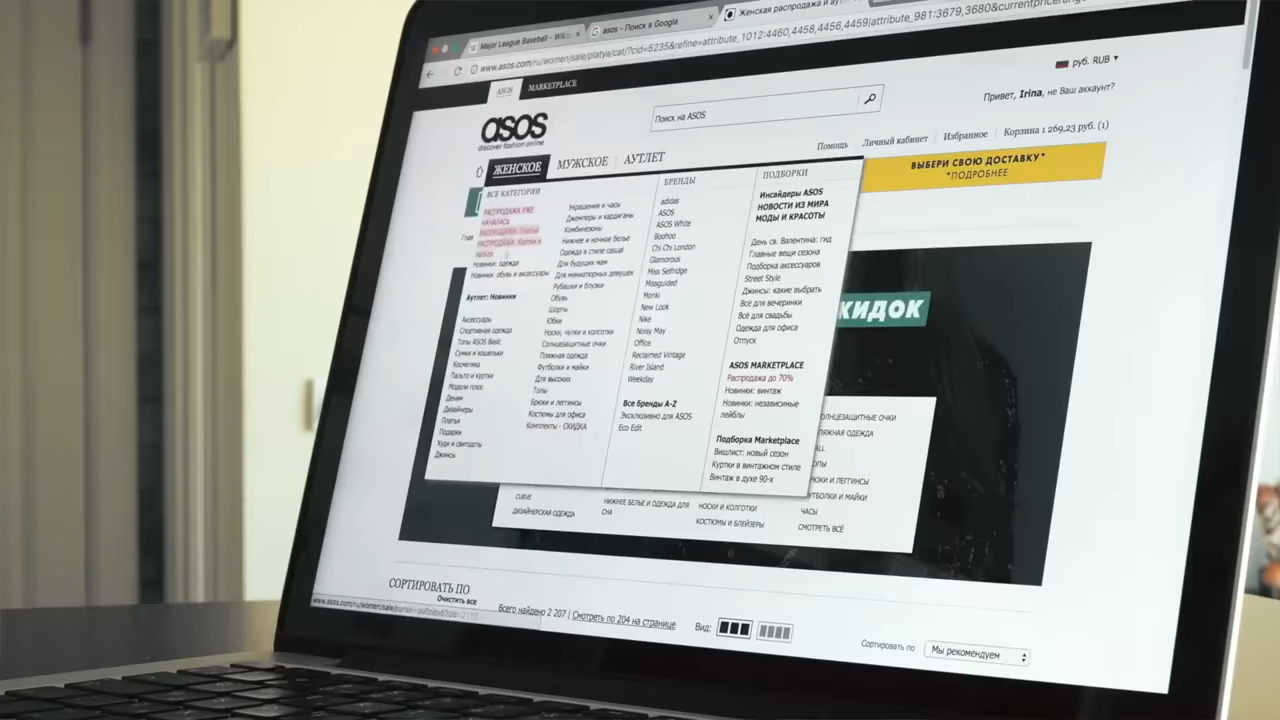 Major League Baseball - Wiki
asos - Поиск в Google
Женская распродажа и аутл
www.asos.com/ru/women/sale/platya/cat/?cid=5235&refine=attribute_1012:4460,4458,4456,4459|attribute_981:3679,3680&currentpricerange
ASOS
MARKETPLACE
руб. RUB
asos
discover fashion online
Поиск на ASOS
Привет, Irina, не Ваш аккаунт?
Помощь
Личный кабинет
Избранное
Корзина 1 269,23 руб. (1)
ЖЕНСКОЕ
МУЖСКОЕ
АУТЛЕТ
ВЫБЕРИ СВОЮ ДОСТАВКУ*
*ПОДРОБНЕЕ
ВСЕ КАТЕГОРИИ
РАСПРОДАЖА УЖЕ
НАЧАЛАСЬ
Новинки: одежда
Новинки: обувь и аксессуары
Аутлет: Новинки
Аксессуары
Спортивная одежда
Топы ASOS Basic
Сумки и кошельки
Косметика
Пальто и куртки
Модели плюс
Деним
Дизайнеры
Платья
Подарки
Худи и свитшоты
Джинсы
Украшения и часы
Джемперы и кардиганы
Комбинезоны
Нижнее и ночное белье
Одежда в стиле casual
Для будущих мам
Для миниатюрных девушек
Рубашки и блузки
Обувь
Шорты
Юбки
Носки, чулки и колготки
Солнцезащитные очки
Пляжная одежда
Футболки и майки
Для высоких
Топы
Брюки и леггинсы
Костюмы для офиса
Комплекты - СКИДКА
БРЕНДЫ
adidas
ASOS
ASOS White
Boohoo
Chi Chi London
Glamorous
Miss Selfridge
Missguided
Monki
New Look
Nike
Noisy May
Office
Reclaimed Vintage
River Island
Weekday
Все бренды A-Z
Эксклюзивно для ASOS
Eco Edit
ПОДБОРКИ
Инсайдеры ASOS
НОВОСТИ ИЗ МИРА
МОДЫ И КРАСОТЫ
День св. Валентина: гид
Главные вещи сезона
Подборка аксессуаров
Street Style
Джинсы: какие выбрать
Всё для вечеринки
Всё для свадьбы
Одежда для офиса
Отпуск
ASOS MARKETPLACE
Распродажа до 70%
Новинки: винтаж
Новинки: независимые
лейблы
Подборка Marketplace
Вишлист: новый сезон
Куртки в винтажном стиле
Винтаж в духе 90-х
КИДОК
ОЛНЦЕЗАЩИТНЫЕ ОЧКИ
ЛЯЖНАЯ ОДЕЖДА
ALL
ОПЫ
РЮКИ И ЛЕГГИНСЫ
УТБОЛКИ И МАЙКИ
ЧАСЫ
СМОТРЕТЬ ВСЁ
CURVE
ДИЗАЙНЕРСКАЯ ОДЕЖДА
НИЖНЕЕ БЕЛЬЕ И ОДЕЖДА ДЛЯ
СНА
НОСКИ И КОЛГОТКИ
КОСТЮМЫ И БЛЕЙЗЕРЫ
СОРТИРОВАТЬ ПО
Очистить все
Всего найдено 2 207 | Смотреть по 204 на странице
Вид:
Сортировать по
Мы рекомендуем